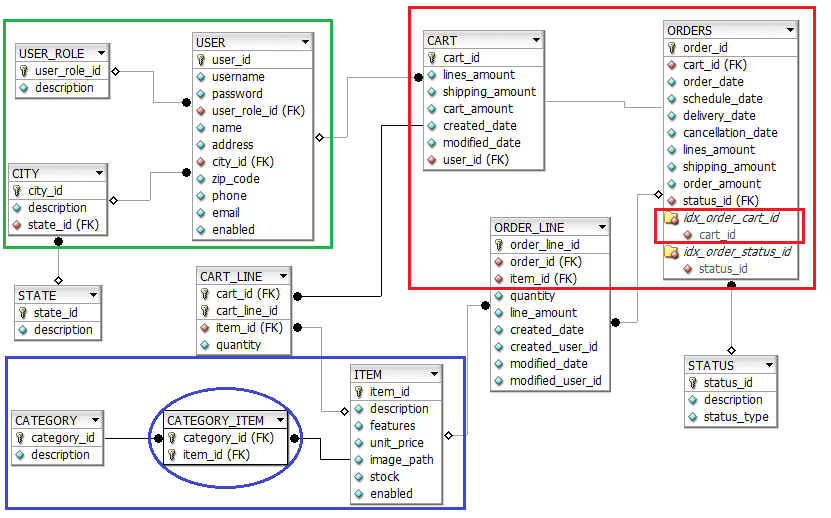 USER_ROLE
user_role_id
description
USER
user_id
username
password
user_role_id (FK)
name
address
city_id (FK)
zip_code
phone
email
enabled
CART
cart_id
lines_amount
shipping_amount
cart_amount
created_date
modified_date
user_id (FK)
ORDERS
order_id
cart_id (FK)
order_date
schedule_date
delivery_date
cancellation_date
lines_amount
shipping_amount
order_amount
status_id (FK)
idx_order_cart_id
cart_id
idx_order_status_id
status_id
CITY
city_id
description
state_id (FK)
ORDER_LINE
order_line_id
order_id (FK)
item_id (FK)
quantity
line_amount
created_date
created_user_id
modified_date
modified_user_id
STATE
state_id
description
CART_LINE
cart_id (FK)
cart_line_id
item_id (FK)
quantity
STATUS
status_id
description
status_type
CATEGORY
category_id
description
CATEGORY_ITEM
category_id (FK)
item_id (FK)
ITEM
item_id
description
features
unit_price
image_path
stock
enabled